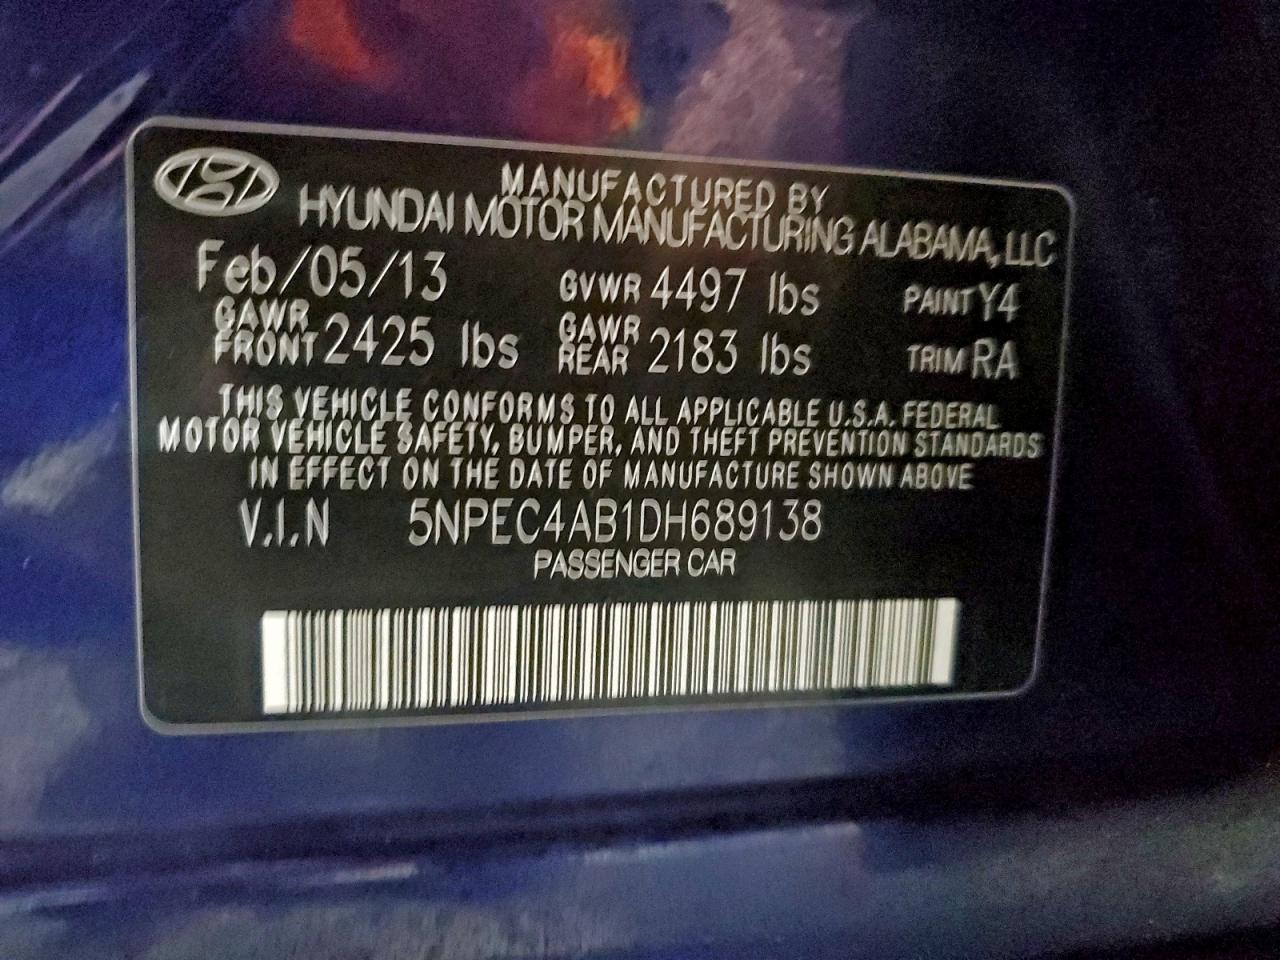 MANUFACTURED BY
HYUNDAI MOTOR MANUFACTURING ALABAMA, LLC
Feb/05/13 GVWR 4497 lbs PAINT Y4
GAWR FRONT 2425 lbs GAWR REAR 2183 lbs TRIM RA
THIS VEHICLE CONFORMS TO ALL APPLICABLE U.S.A. FEDERAL
MOTOR VEHICLE SAFETY, BUMPER, AND THEFT PREVENTION STANDARDS
IN EFFECT ON THE DATE OF MANUFACTURE SHOWN ABOVE
V.I.N 5NPEC4AB1DH689138
PASSENGER CAR